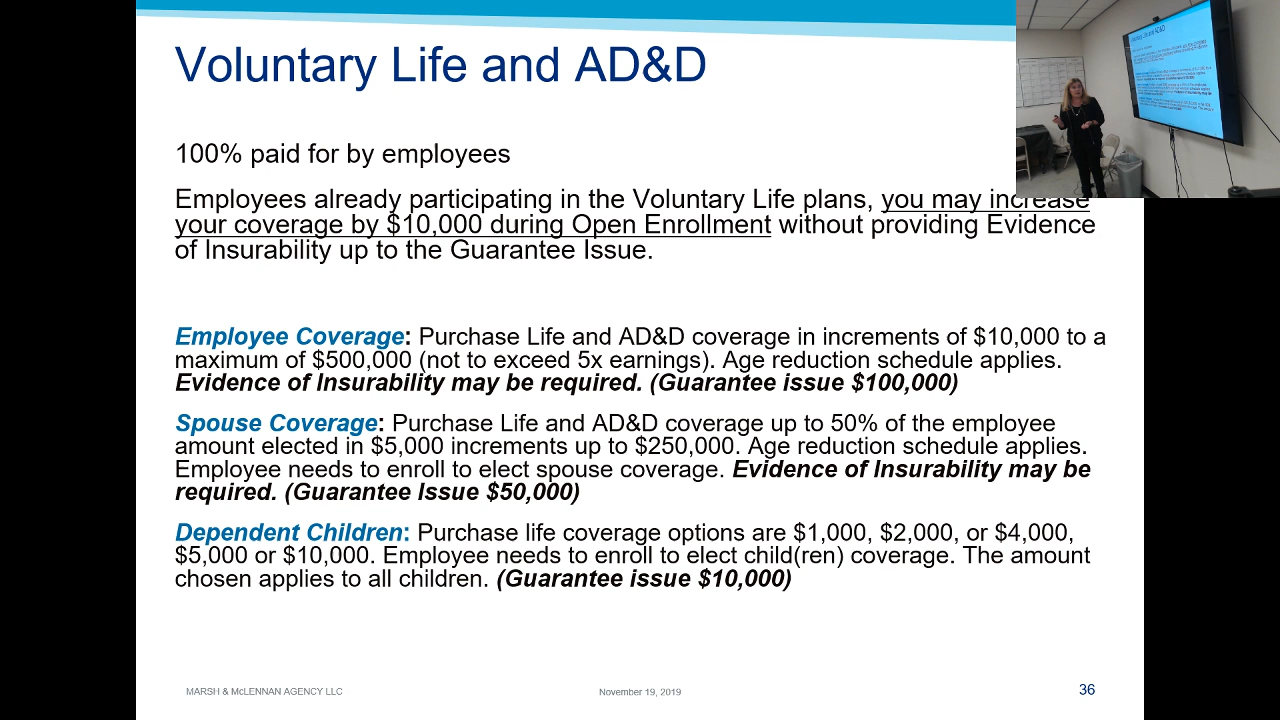 Voluntary Life and AD&D
100% paid for by employees
Employees already participating in the Voluntary Life plans, you may increase
your coverage by $10,000 during Open Enrollment without providing Evidence
of Insurability up to the Guarantee Issue.
Employee Coverage: Purchase Life and AD&D coverage in increments of $10,000 to a
maximum of $500,000 (not to exceed 5x earnings). Age reduction schedule applies.
Evidence of Insurability may be required. (Guarantee issue $100,000)
Spouse Coverage: Purchase Life and AD&D coverage up to 50% of the employee
amount elected in $5,000 increments up to $250,000. Age reduction schedule applies.
Employee needs to enroll to elect spouse coverage. Evidence of Insurability may be
required. (Guarantee Issue $50,000)
Dependent Children: Purchase life coverage options are $1,000, $2,000, or $4,000,
$5,000 or $10,000. Employee needs to enroll to elect child(ren) coverage. The amount
chosen applies to all children. (Guarantee issue $10,000)
MARSH & McLENNAN AGENCY LLC
November 19, 2019
36